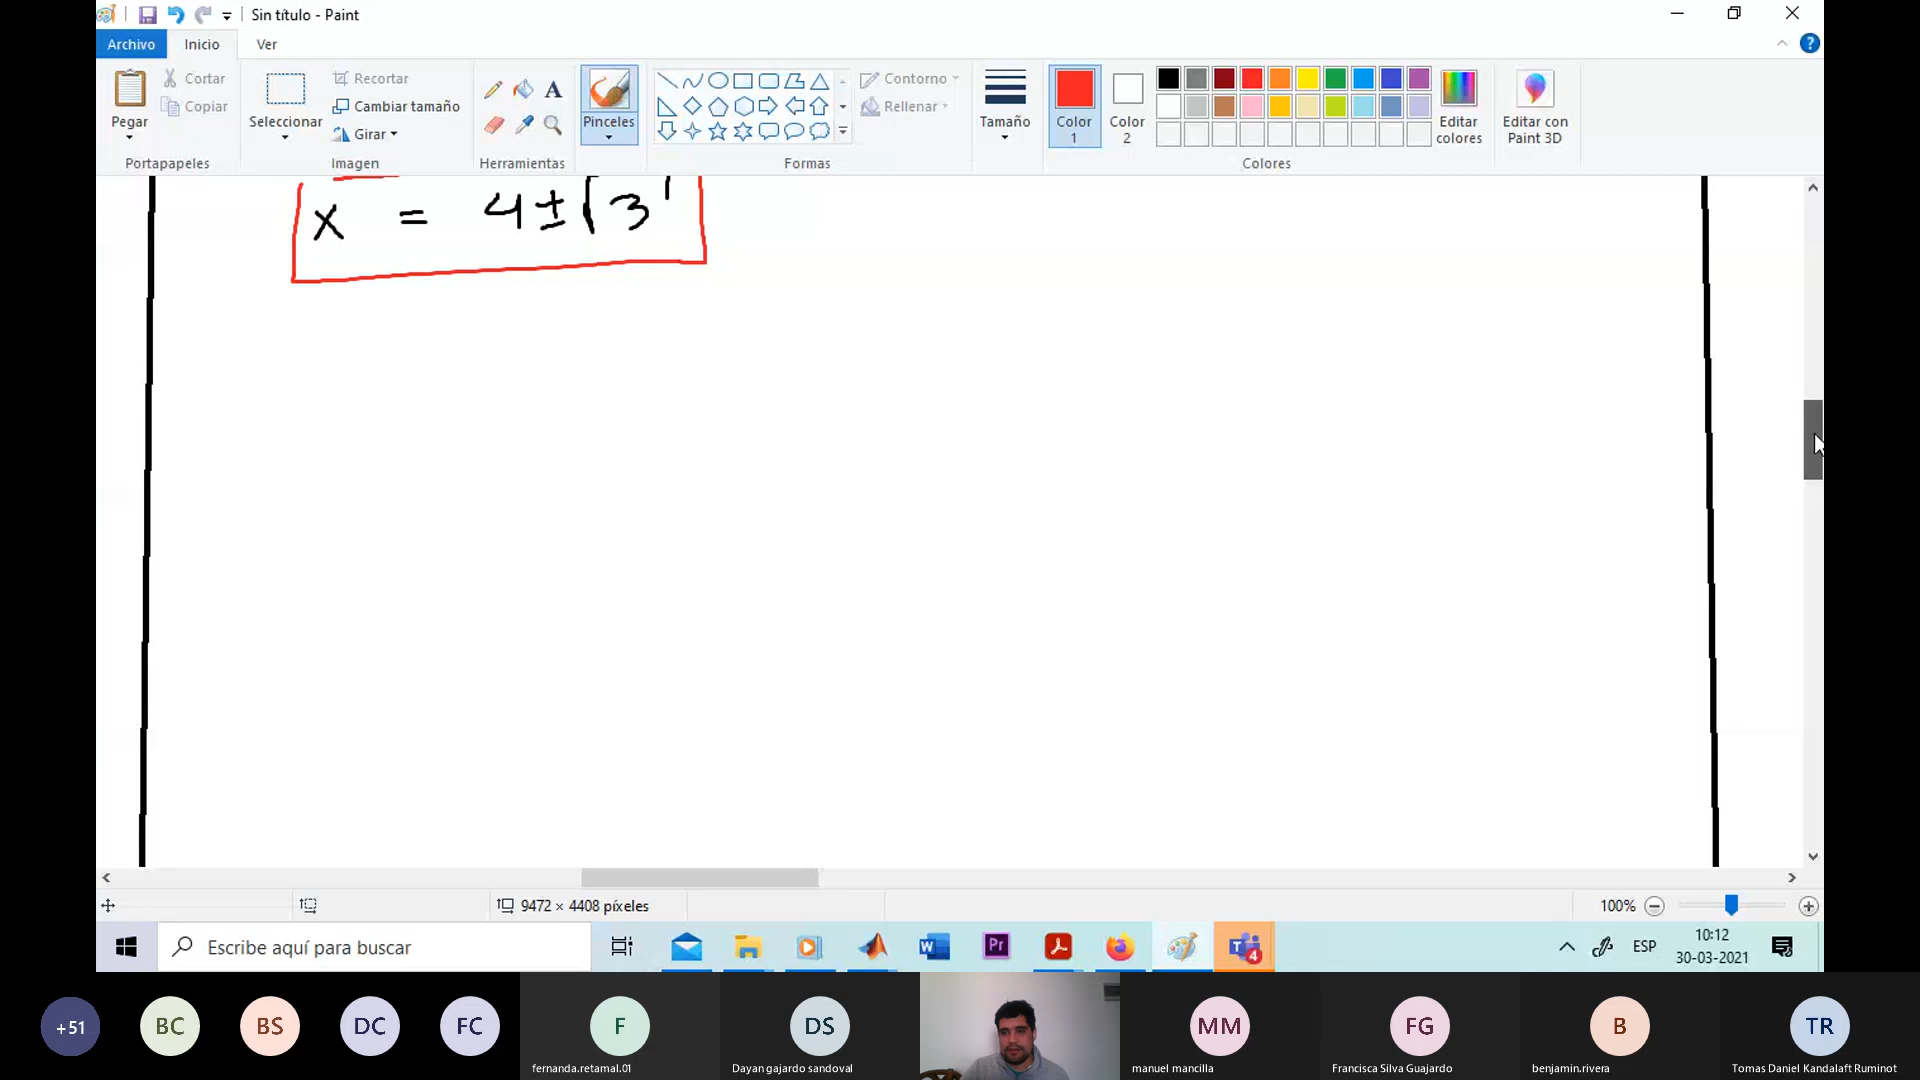 Sin título - Paint
Archivo Inicio Ver
Pegar
Cortar
Copiar
Portapapeles
Seleccionar
Recortar
Cambiar tamaño
Girar
Imagen
Herramientas
Pinceles
Contorno
Rellenar
Formas
Tamaño
Color
1
Color
2
Editar
colores
Colores
Editar con
Paint 3D
x = 4 ± √3
9472 × 4408 píxeles
100%
Escribe aquí para buscar
W
Pr
T
4
ESP
10:12
30-03-2021
+51
BC
BS
DC
FC
F
fernanda.retamal.01
DS
Dayan gajardo sandoval
MM
manuel mancilla
FG
Francisca Silva Guajardo
B
benjamin.rivera
TR
Tomas Daniel Kandalaft Ruminot